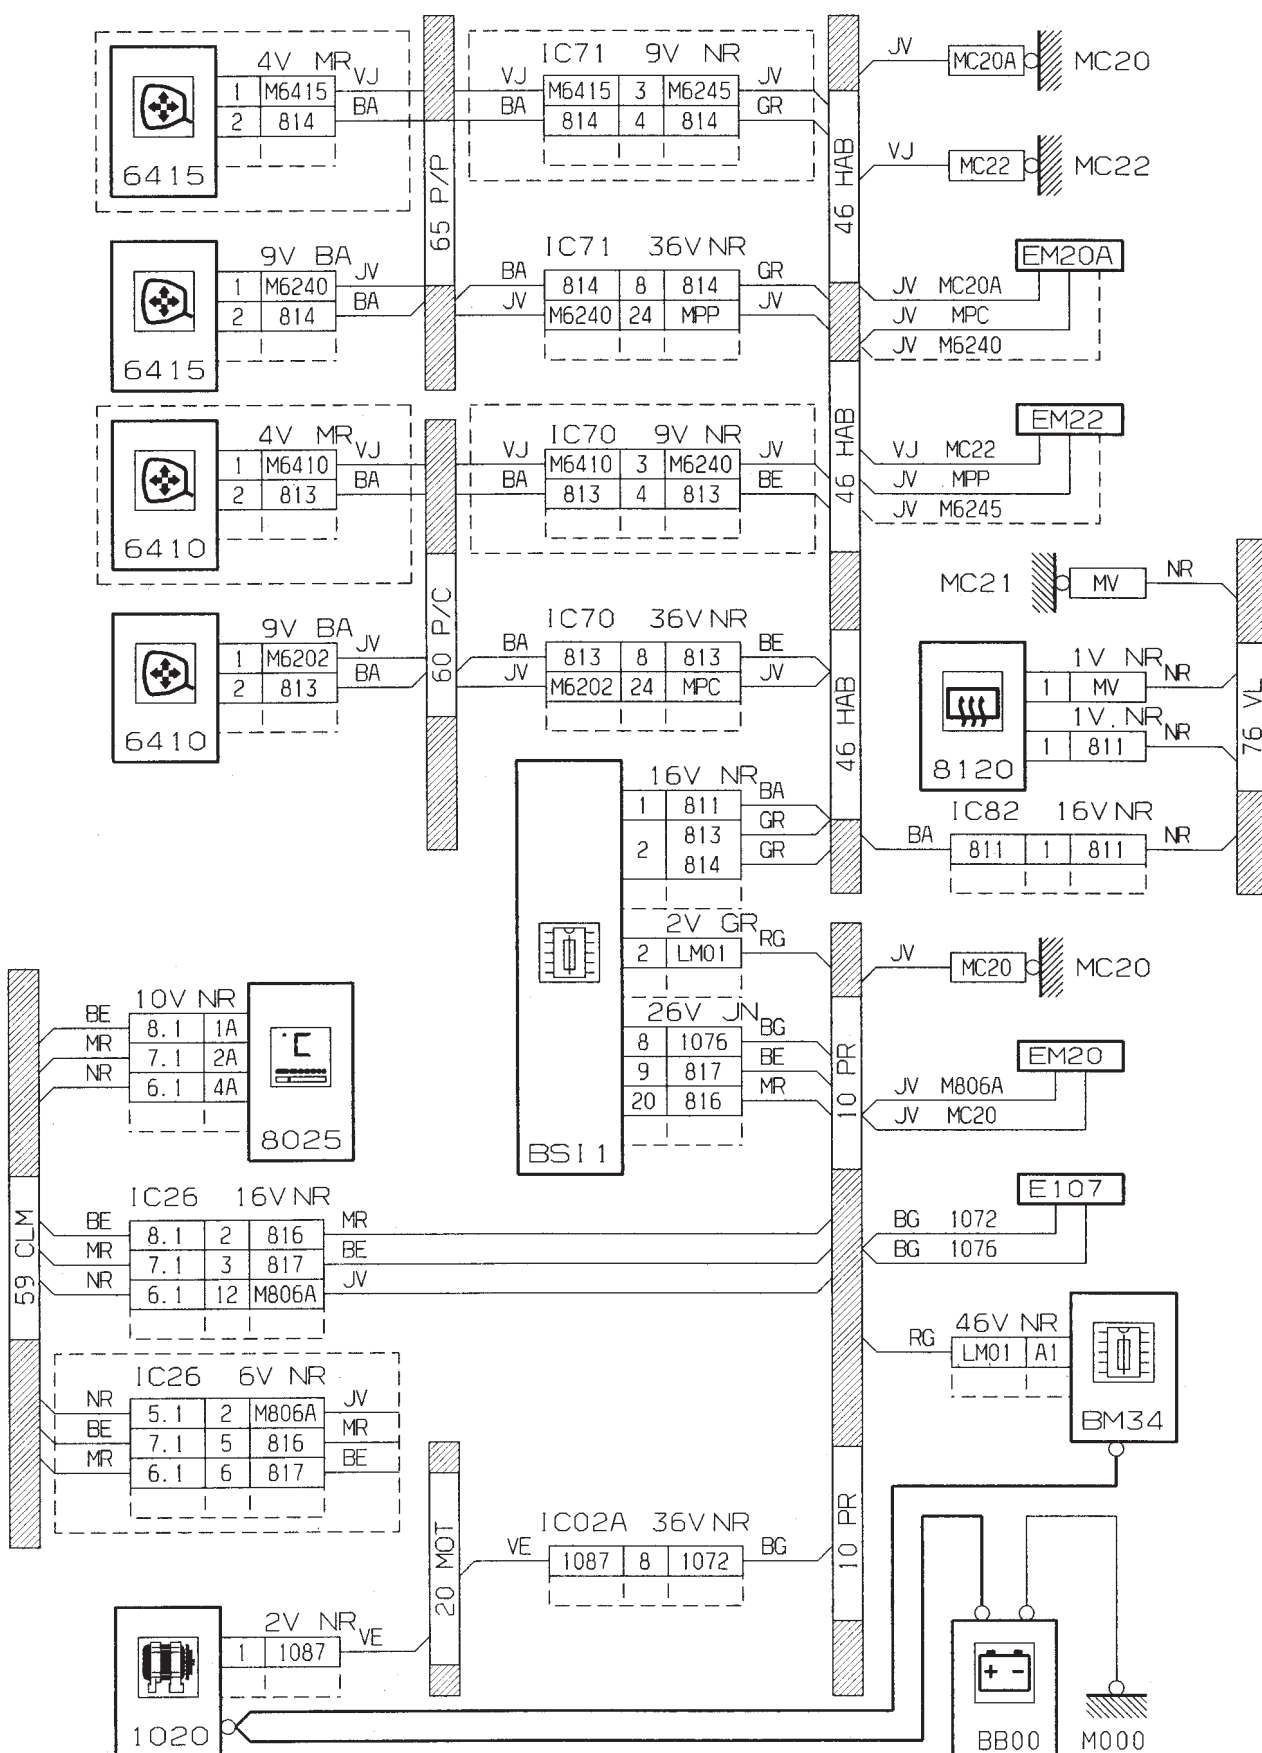 4V MR
1 M6415 VJ
2 814 BA
6415
IC71 9V NR
VJ M6415 3 M6245 JV
BA 814 4 814 GR
JV MC20A MC20
VJ MC22 MC22
65 P/P
46 HAB
9V BA
1 M6240 JV
2 814 BA
6415
IC71 36V NR
BA 814 8 814 GR
JV M6240 24 MPP JV
EM20A
JV MC20A
JV MPC
JV M6240
4V MR
1 M6410 VJ
2 813 BA
6410
IC70 9V NR
VJ M6410 3 M6240 JV
BA 813 4 813 BE
46 HAB
EM22
VJ MC22
JV MPP
JV M6245
MC21 MV NR
9V BA
1 M6202 JV
2 813 BA
6410
60 P/C
IC70 36V NR
BA 813 8 813 BE
JV M6202 24 MPC JV
46 HAB
1V NR
1 MV NR
1V NR
1 811 NR
8120
76 VL
16V NR
1 811 BA
2 813 GR
814 GR
IC82 16V NR
BA 811 1 811 NR
2V GR
2 LM01 RG
26V JN
8 1076 BG
9 817 BE
20 816 MR
BSI1
10 PR
JV MC20 MC20
EM20
JV M806A
JV MC20
10V NR
BE 8.1 1A
MR 7.1 2A
NR 6.1 4A
°C
8025
59 CLM
IC26 16V NR
BE 8.1 2 816 MR
MR 7.1 3 817 BE
NR 6.1 12 M806A JV
E107
BG 1072
BG 1076
46V NR
RG LM01 A1
BM34
IC26 6V NR
NR 5.1 2 M806A JV
BE 7.1 5 816 MR
MR 6.1 6 817 BE
20 MOT
IC02A 36V NR
VE 1087 8 1072 BG
10 PR
2V NR
1 1087 VE
1020
+ -
BB00
M000